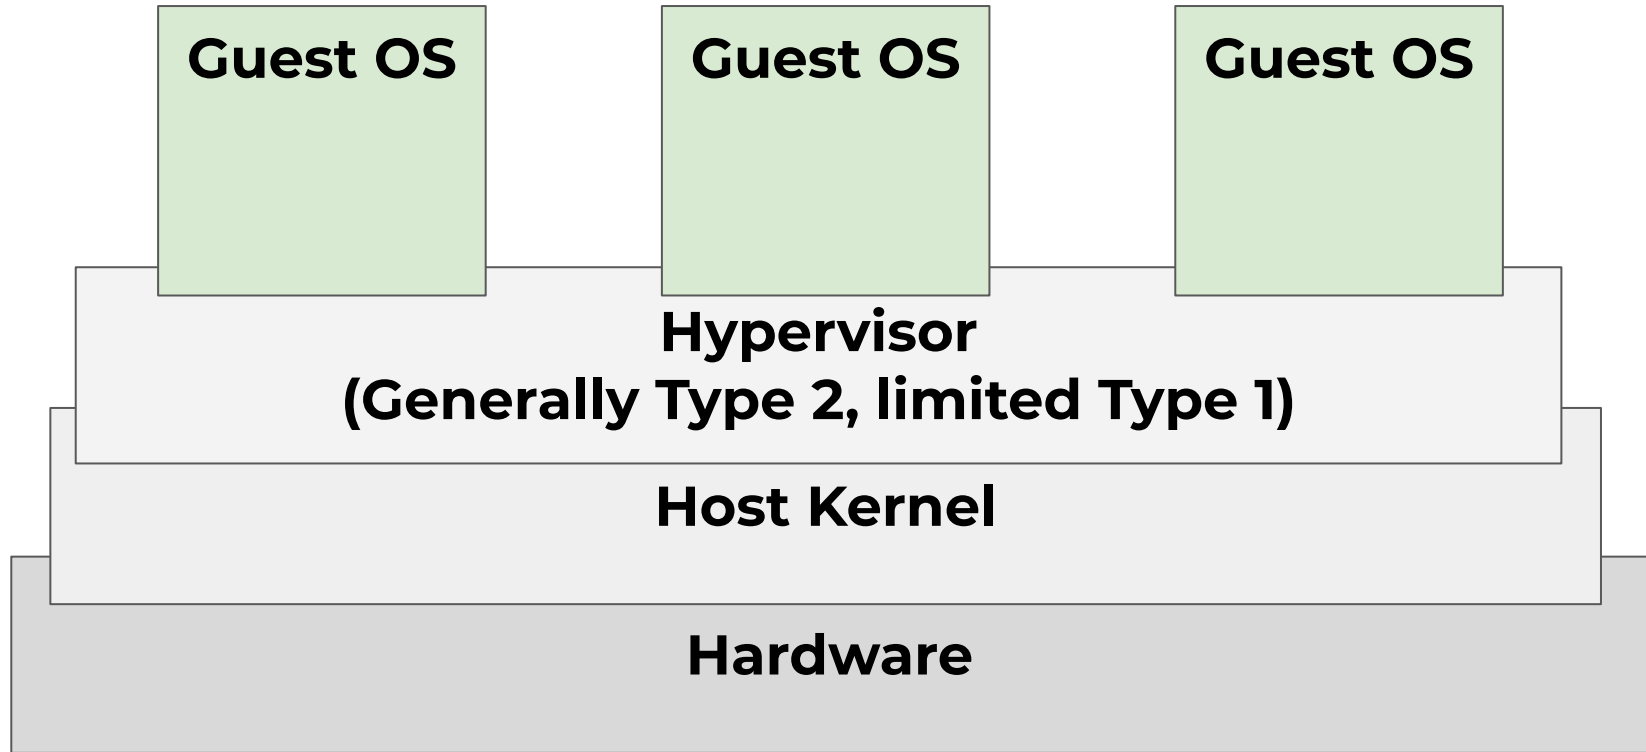 Guest OS
Guest OS
Guest OS
Hypervisor
(Generally Type 2, limited Type 1)
Host Kernel
Hardware